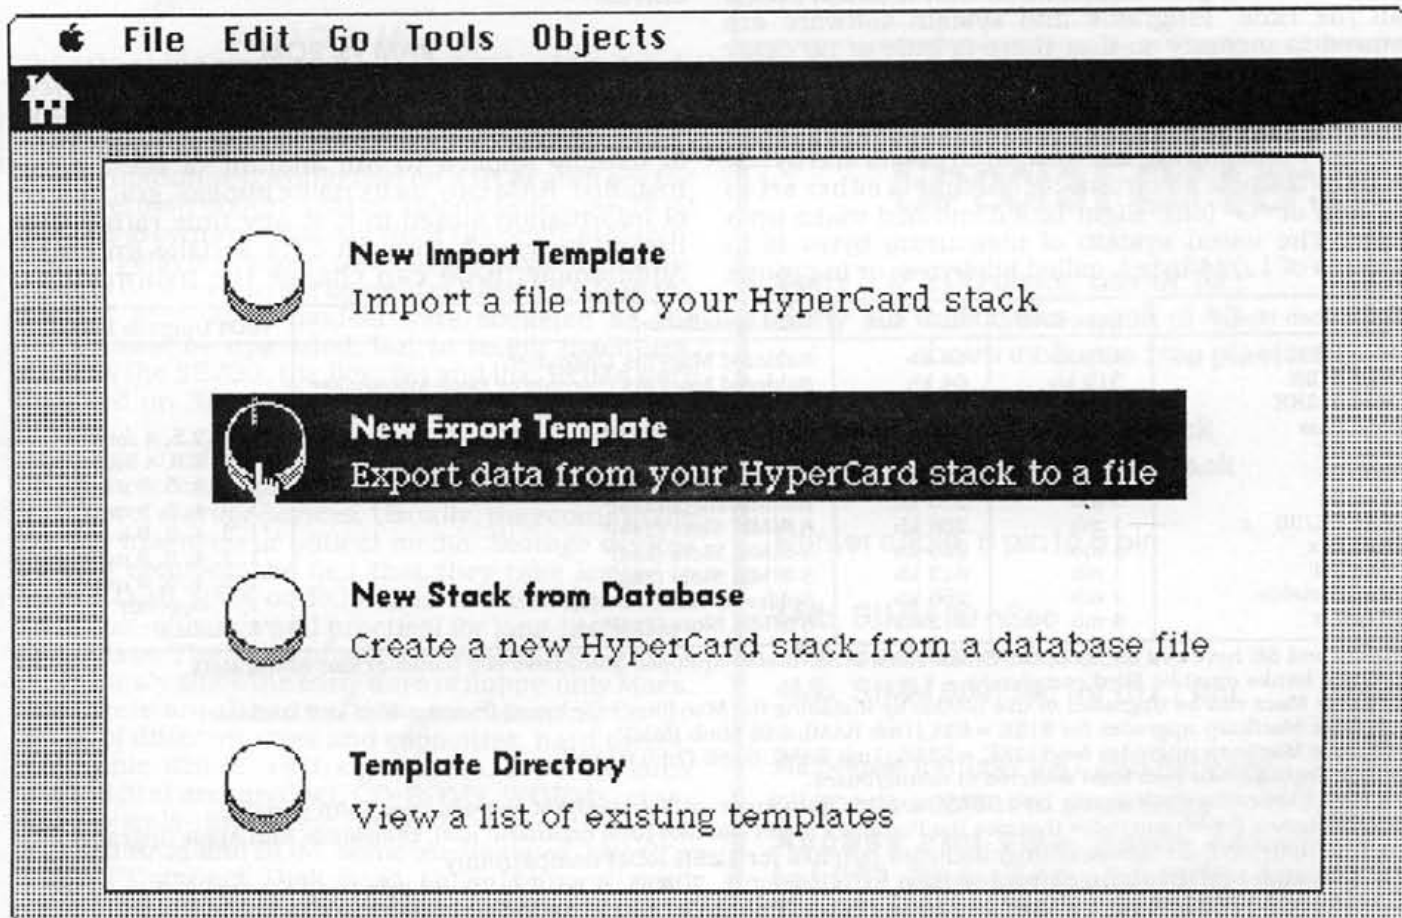 File Edit Go Tools Objects
New Import Template
Import a file into your HyperCard stack
New Export Template
Export data from your HyperCard stack to a file
New Stack from Database
Create a new HyperCard stack from a database file
Template Directory
View a list of existing templates